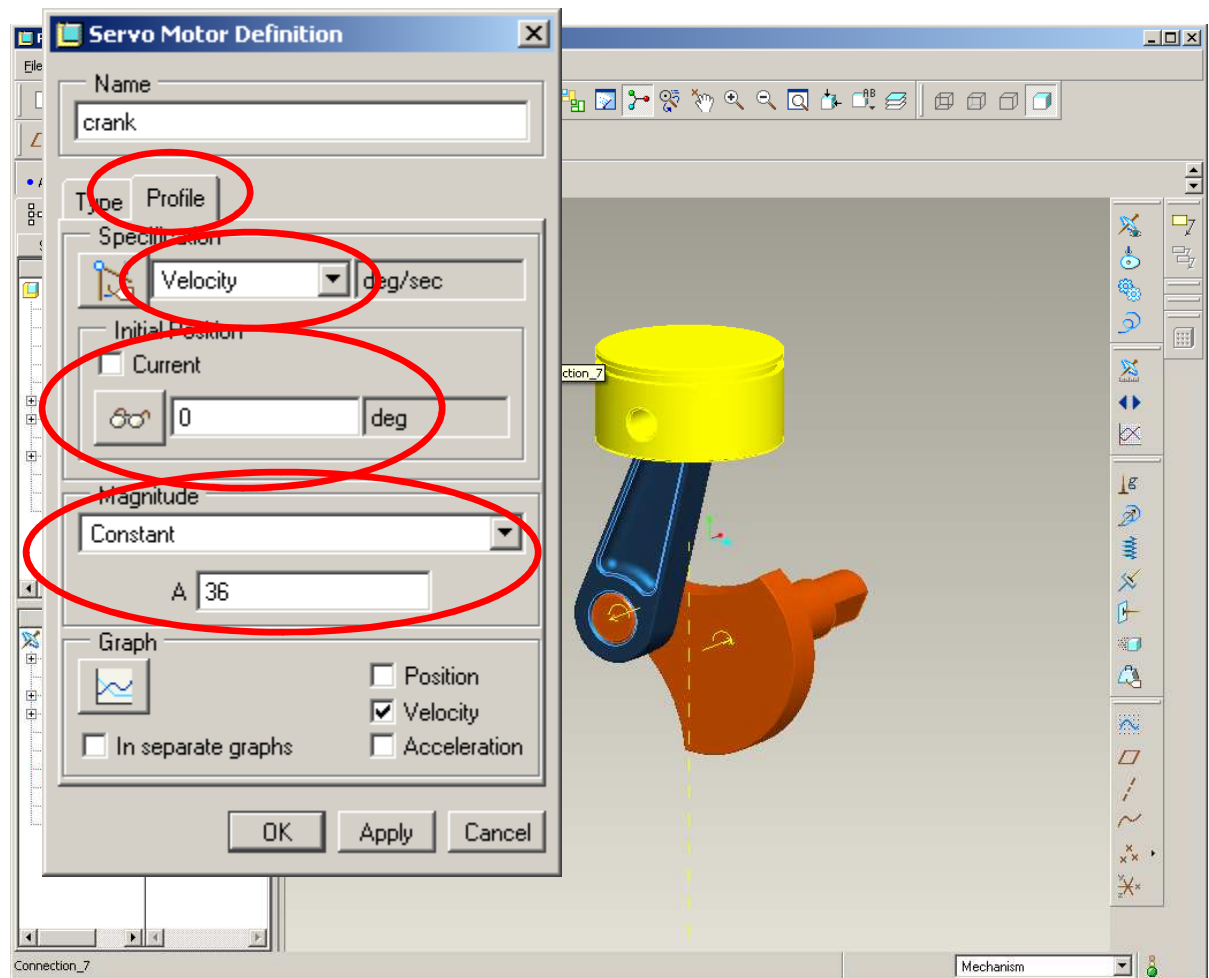 Servo Motor Definition
File
Name
crank
Type Profile
Specification
Velocity deg/sec
Initial Position
Current
0 deg
ction_7
Magnitude
Constant
A 36
Graph
Position
Velocity
In separate graphs Acceleration
OK Apply Cancel
Connection_7 Mechanism